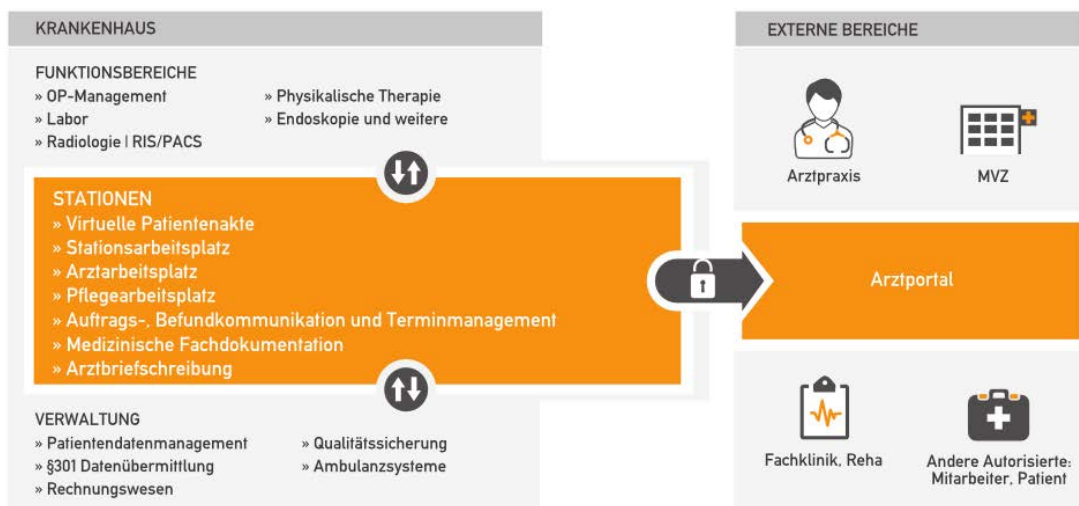 KRANKENHAUS
FUNKTIONSBEREICHE
» OP-Management
» Labor
» Radiologie | RIS/PACS
» Physikalische Therapie
» Endoskopie und weitere
STATIONEN
» Virtuelle Patientenakte
» Stationsarbeitsplatz
» Arztarbeitsplatz
» Pflegearbeitsplatz
» Auftrags-, Befundkommunikation und Terminmanagement
» Medizinische Fachdokumentation
» Arztbriefschreibung
VERWALTUNG
» Patientendatenmanagement
» §301 Datenübermittlung
» Rechnungswesen
» Qualitätssicherung
» Ambulanzsysteme
EXTERNE BEREICHE
Arztpraxis
MVZ
Arztportal
Fachklinik, Reha
Andere Autorisierte:
Mitarbeiter, Patient